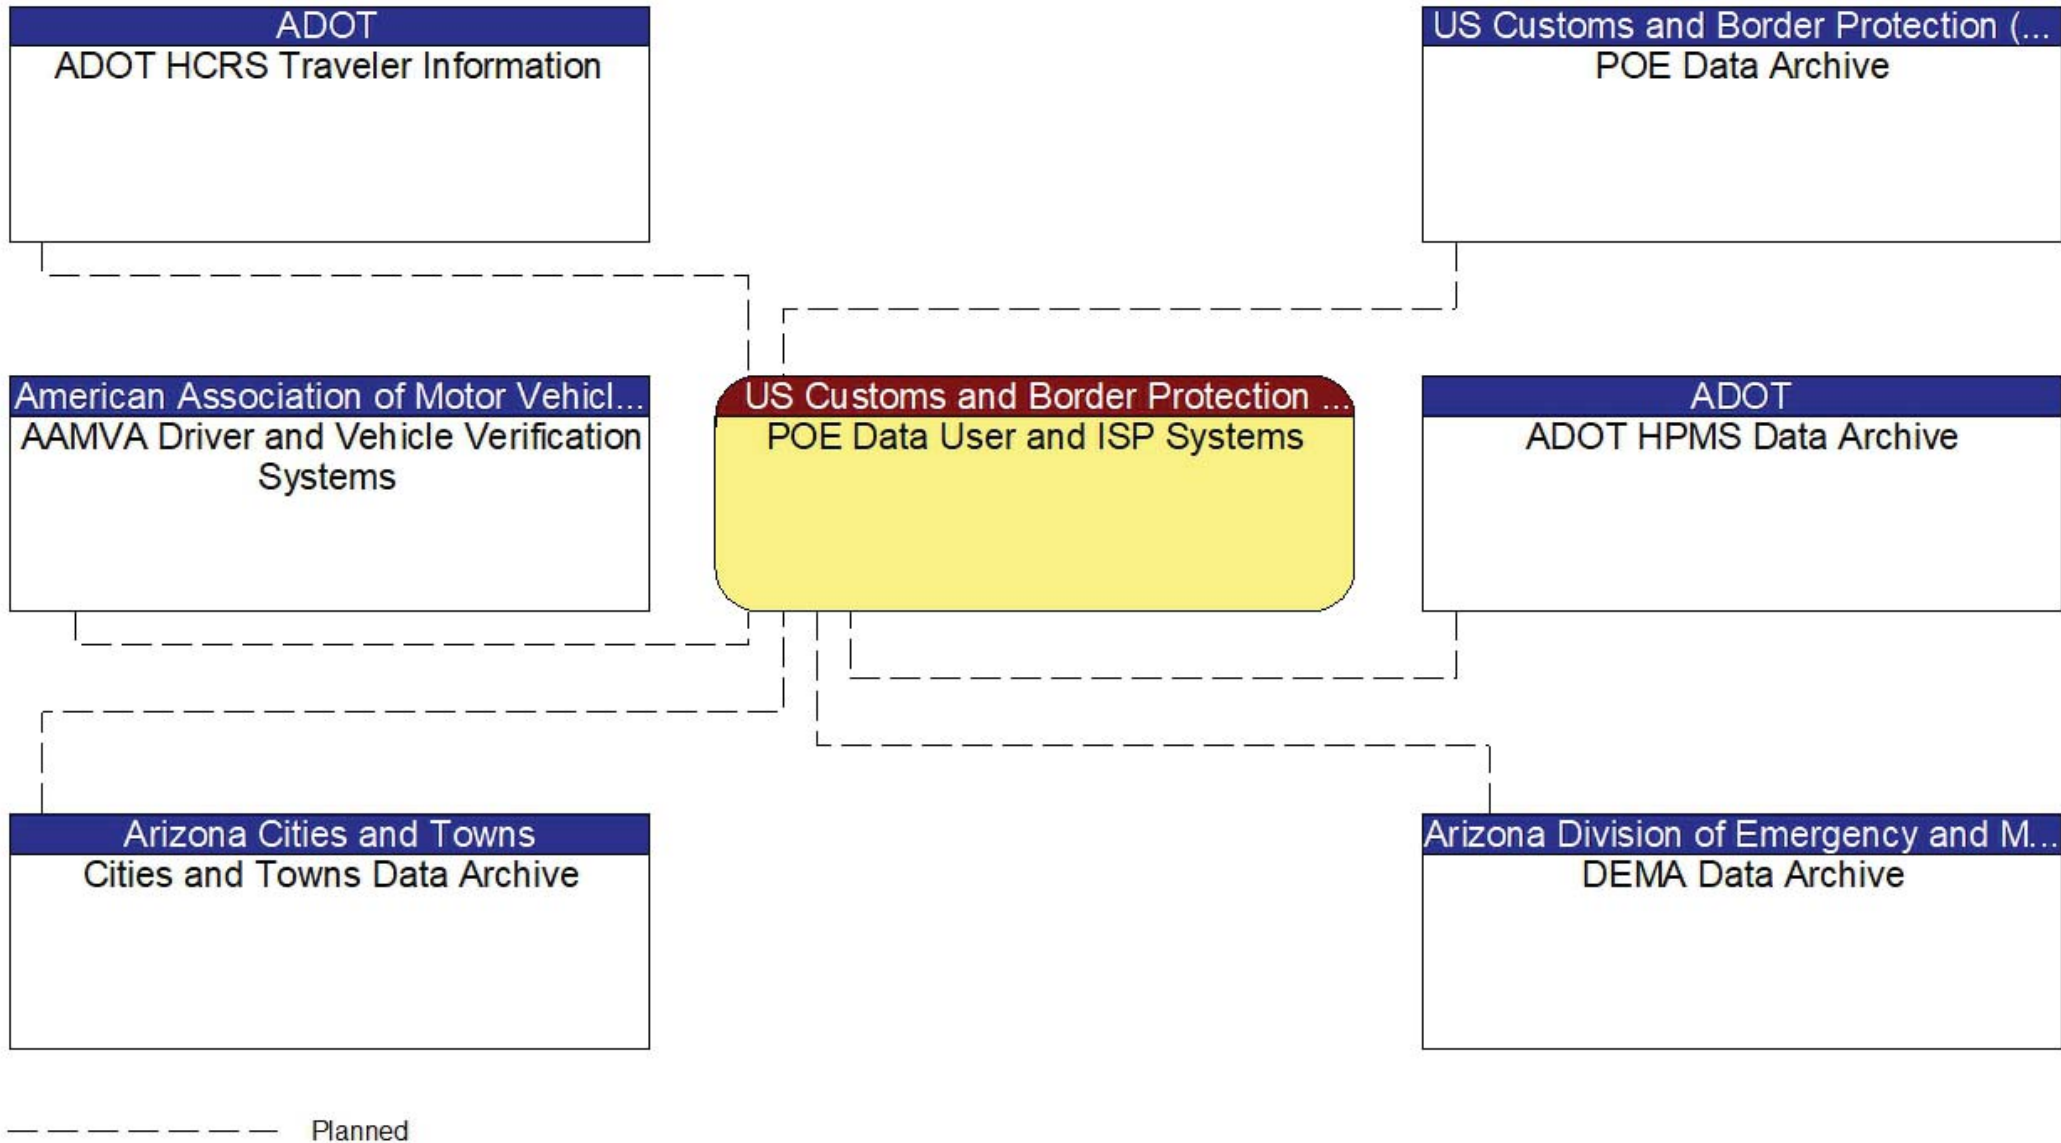 ADOT
ADOT HCRS Traveler Information
US Customs and Border Protection (...
POE Data Archive
American Association of Motor Vehicl...
AAMVA Driver and Vehicle Verification
Systems
US Customs and Border Protection ...
POE Data User and ISP Systems
ADOT
ADOT HPMS Data Archive
Arizona Cities and Towns
Cities and Towns Data Archive
Arizona Division of Emergency and M...
DEMA Data Archive
Planned